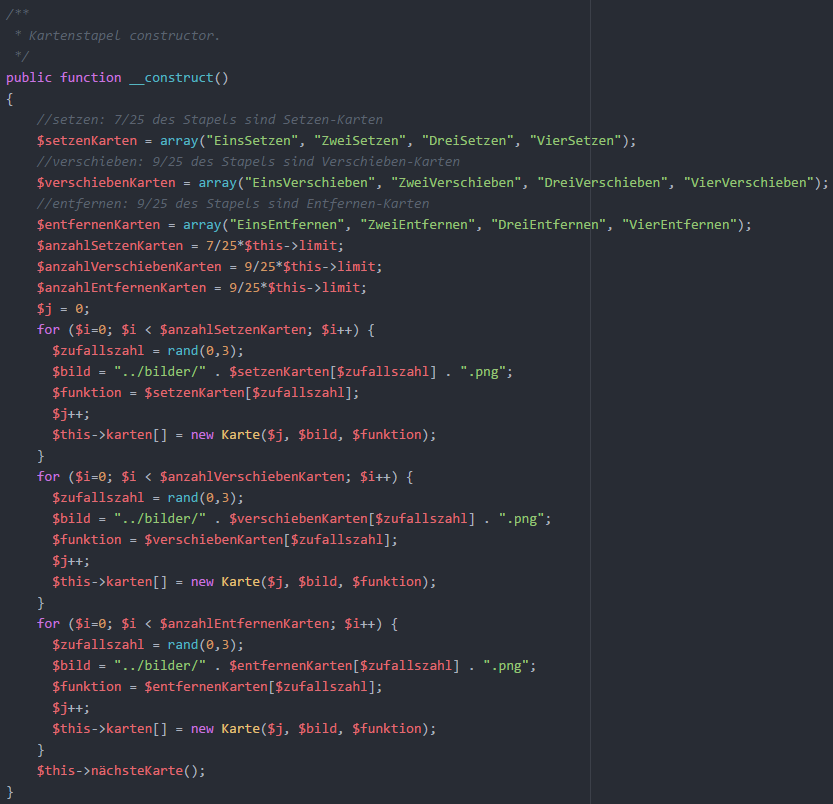 /**
 * Kartenstapel constructor.
 */
public function __construct()
{
    //setzen: 7/25 des Stapels sind Setzen-Karten
    $setzenKarten = array("EinsSetzen", "ZweiSetzen", "DreiSetzen", "VierSetzen");
    //verschieben: 9/25 des Stapels sind Verschieben-Karten
    $verschiebenKarten = array("EinsVerschieben", "ZweiVerschieben", "DreiVerschieben", "VierVerschieben");
    //entfernen: 9/25 des Stapels sind Entfernen-Karten
    $entfernenKarten = array("EinsEntfernen", "ZweiEntfernen", "DreiEntfernen", "VierEntfernen");
    $anzahlSetzenKarten = 7/25*$this->limit;
    $anzahlVerschiebenKarten = 9/25*$this->limit;
    $anzahlEntfernenKarten = 9/25*$this->limit;
    $j = 0;
    for ($i=0; $i < $anzahlSetzenKarten; $i++) {
      $zufallszahl = rand(0,3);
      $bild = "../bilder/" . $setzenKarten[$zufallszahl] . ".png";
      $funktion = $setzenKarten[$zufallszahl];
      $j++;
      $this->karten[] = new Karte($j, $bild, $funktion);
    }
    for ($i=0; $i < $anzahlVerschiebenKarten; $i++) {
      $zufallszahl = rand(0,3);
      $bild = "../bilder/" . $verschiebenKarten[$zufallszahl] . ".png";
      $funktion = $verschiebenKarten[$zufallszahl];
      $j++;
      $this->karten[] = new Karte($j, $bild, $funktion);
    }
    for ($i=0; $i < $anzahlEntfernenKarten; $i++) {
      $zufallszahl = rand(0,3);
      $bild = "../bilder/" . $entfernenKarten[$zufallszahl] . ".png";
      $funktion = $entfernenKarten[$zufallszahl];
      $j++;
      $this->karten[] = new Karte($j, $bild, $funktion);
    }
    $this->nächsteKarte();
}